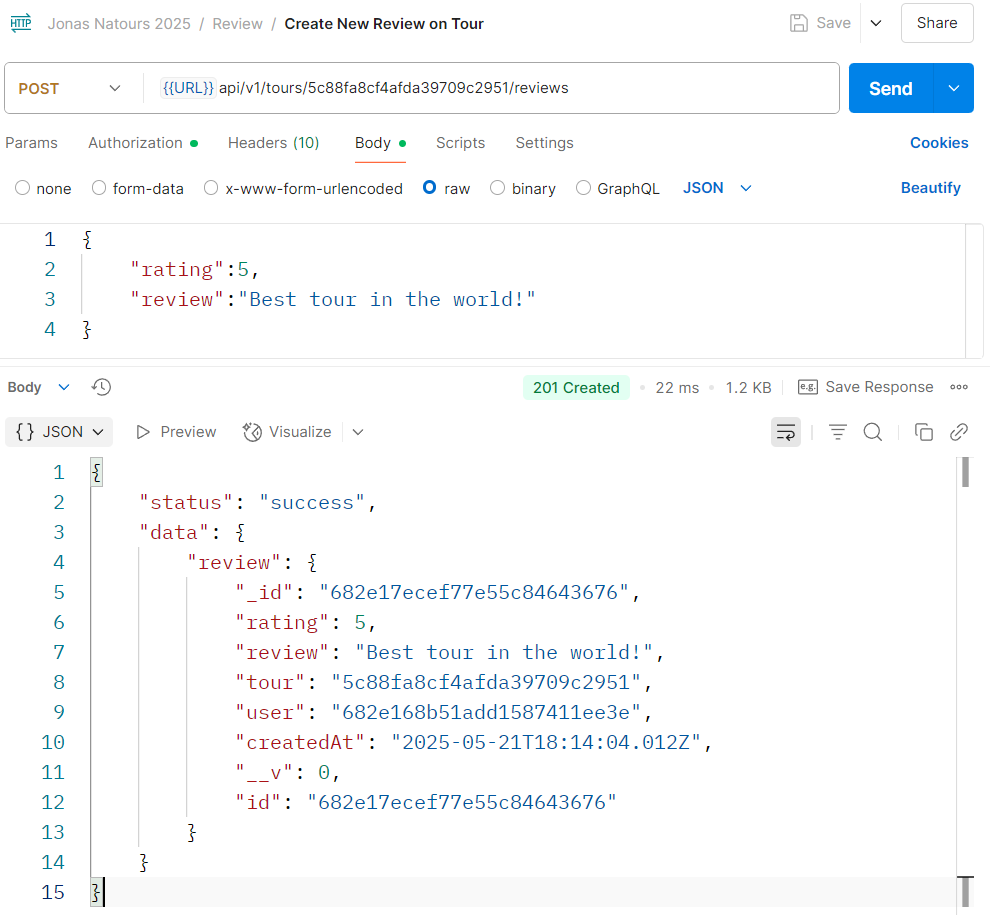 HTTP Jonas Natours 2025 / Review / Create New Review on Tour Save Share
POST {{URL}} api/v1/tours/5c88fa8cf4afda39709c2951/reviews Send
Params Authorization Headers (10) Body Scripts Settings Cookies
none form-data x-www-form-urlencoded raw binary GraphQL JSON Beautify
1 {
2 "rating":5,
3 "review":"Best tour in the world!"
4 }
Body 201 Created 22 ms 1.2 KB e.g. Save Response
{} JSON Preview Visualize
1 {
2 "status": "success",
3 "data": {
4 "review": {
5 "_id": "682e17ecef77e55c84643676",
6 "rating": 5,
7 "review": "Best tour in the world!",
8 "tour": "5c88fa8cf4afda39709c2951",
9 "user": "682e168b51add1587411ee3e",
10 "createdAt": "2025-05-21T18:14:04.012Z",
11 "__v": 0,
12 "id": "682e17ecef77e55c84643676"
13 }
14 }
15 }